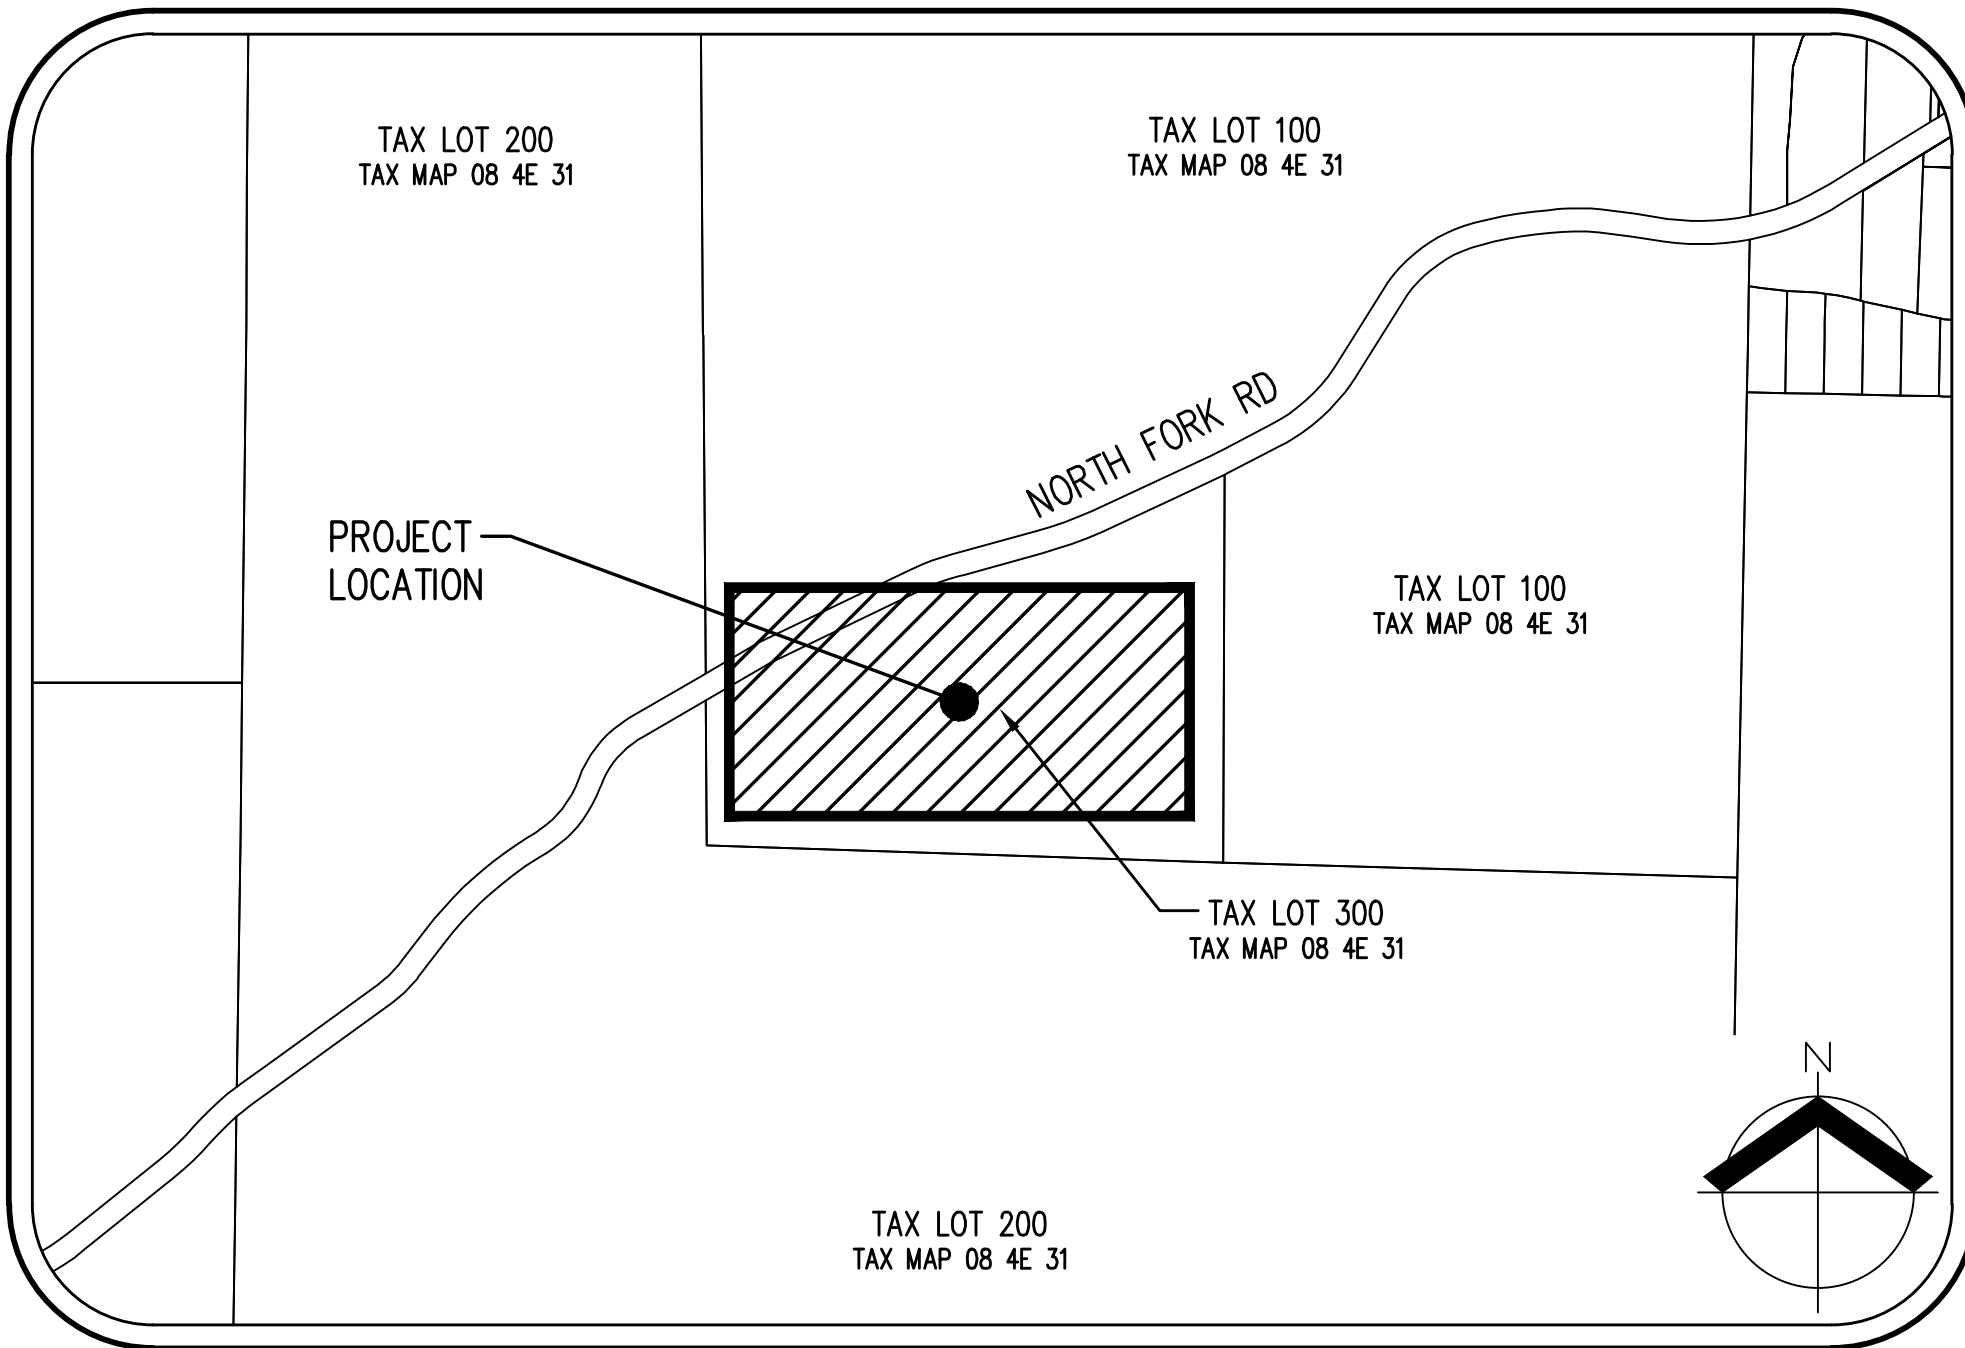 TAX LOT 200
TAX MAP 08 4E 31
TAX LOT 100
TAX MAP 08 4E 31
NORTH FORK RD
PROJECT
LOCATION
TAX LOT 100
TAX MAP 08 4E 31
TAX LOT 300
TAX MAP 08 4E 31
N
TAX LOT 200
TAX MAP 08 4E 31